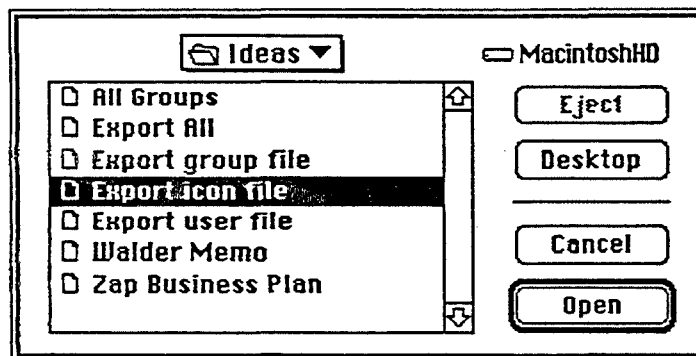 Ideas
MacintoshHD
All Groups
Export All
Export group file
Export icon file
Export user file
Walder Memo
Zap Business Plan
Eject
Desktop
Cancel
Open